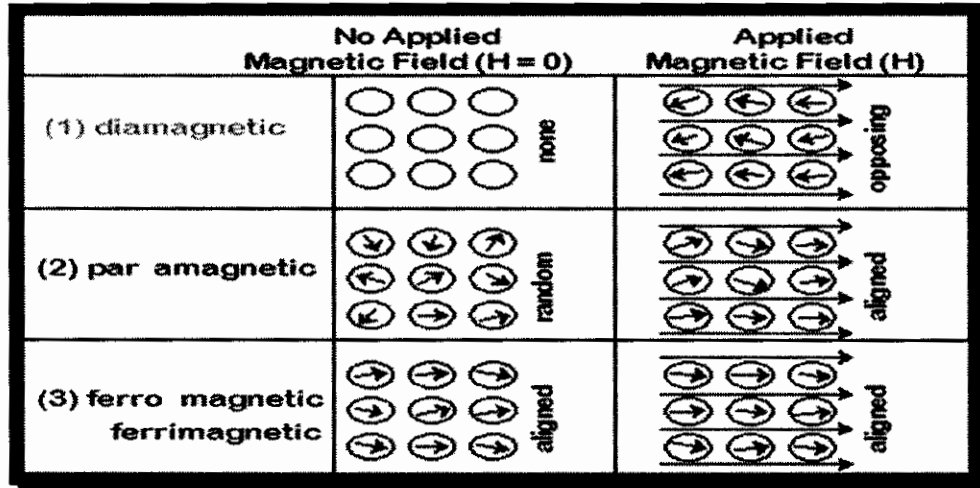 No Applied
Magnetic Field (H = 0)
Applied
Magnetic Field (H)
(1) diamagnetic
none
opposing
(2) par amagnetic
random
aligned
(3) ferro magnetic
ferrimagnetic
aligned
aligned